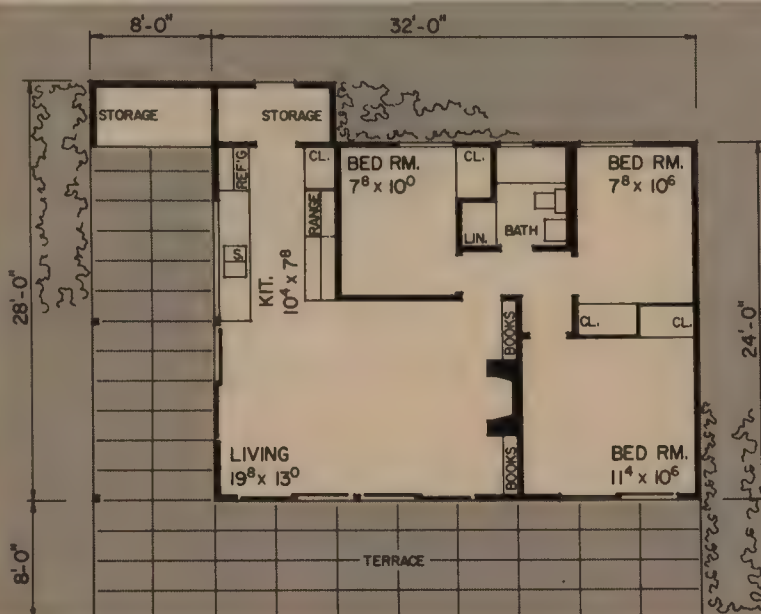 8'-0" 32'-0"
STORAGE STORAGE
REF'G
CL.
BED RM.
7⁸ x 10⁰
CL.
BED RM.
7⁸ x 10⁶
RANGE
LIN.
BATH
S
KIT.
10⁴ x 7⁸
28'-0"
24'-0"
BOOKS
CL. CL.
LIVING
19⁸ x 13⁰
BOOKS
BED RM.
11⁴ x 10⁶
8'-0"
TERRACE